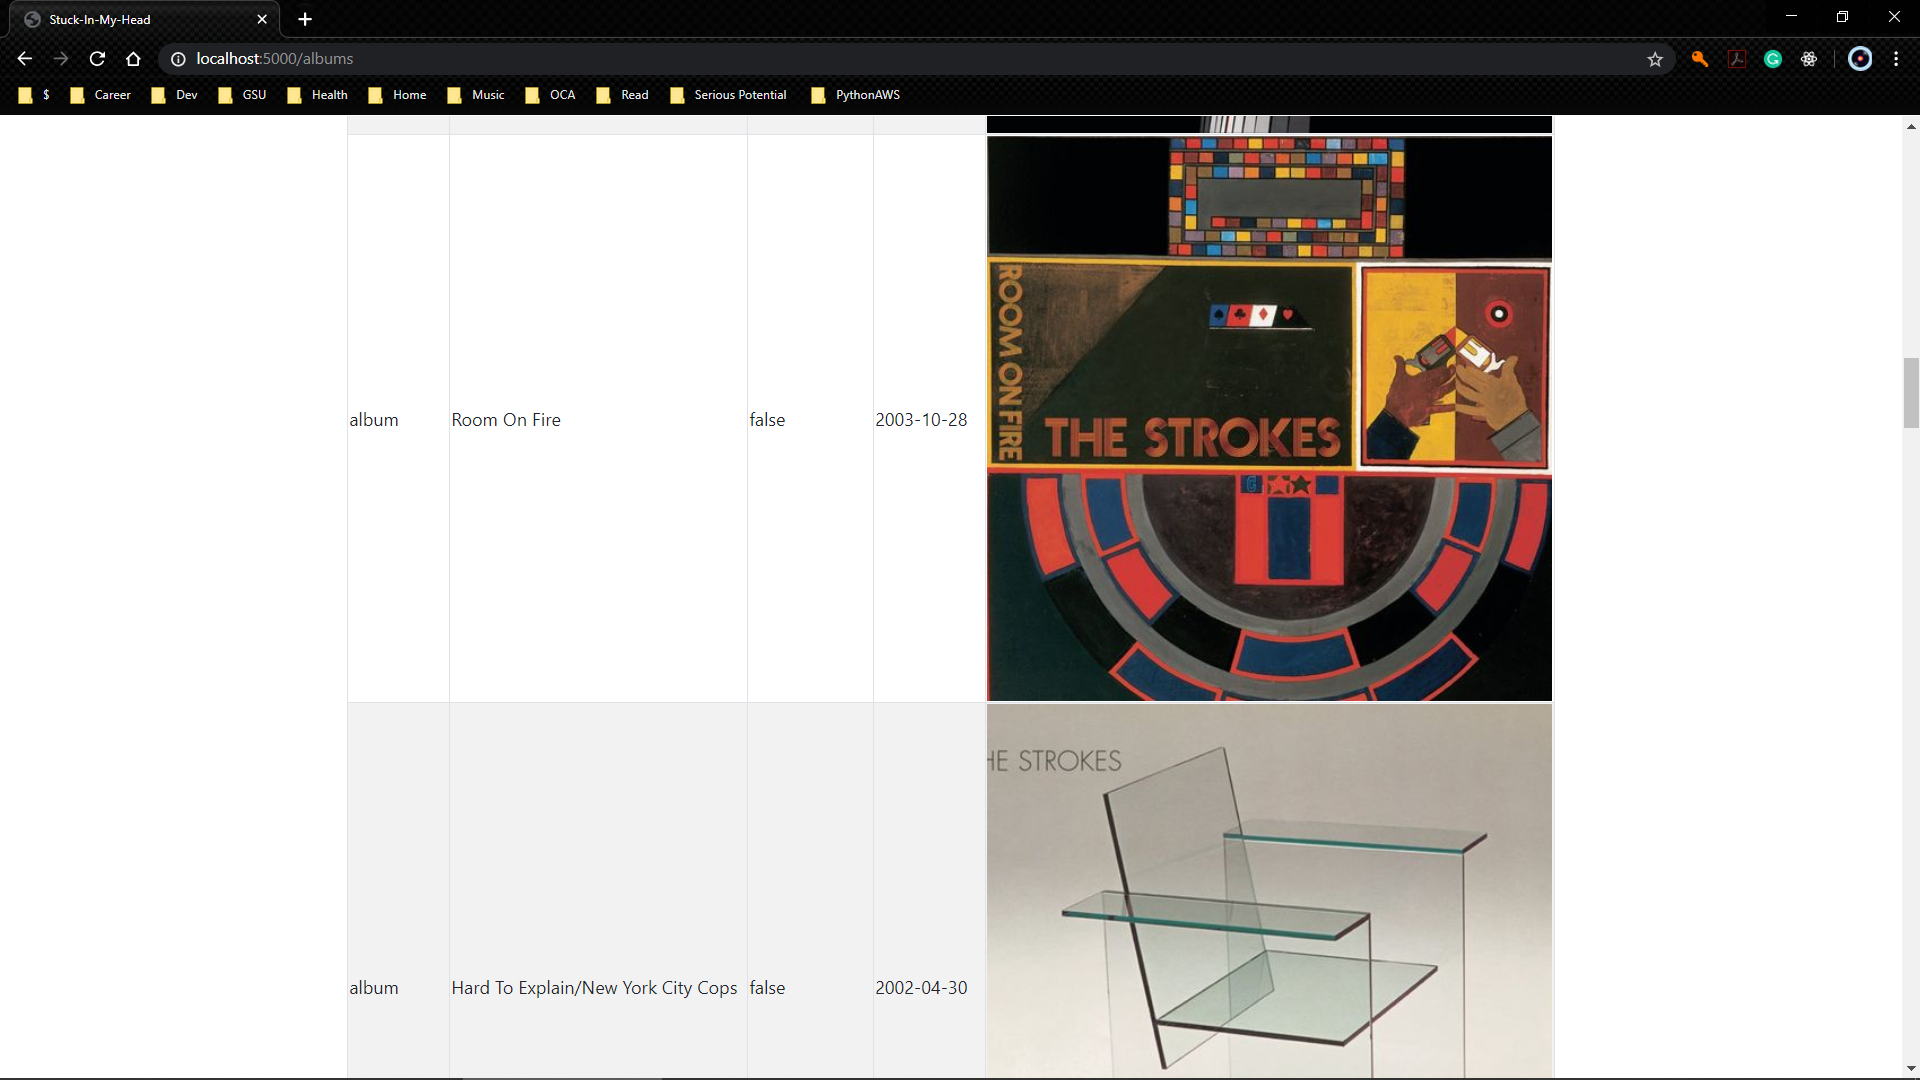 Stuck-In-My-Head
localhost:5000/albums
$ Career Dev GSU Health Home Music OCA Read Serious Potential PythonAWS
album Room On Fire false 2003-10-28
ROOM ON FIRE
THE STROKES
HE STROKES
album Hard To Explain/New York City Cops false 2002-04-30